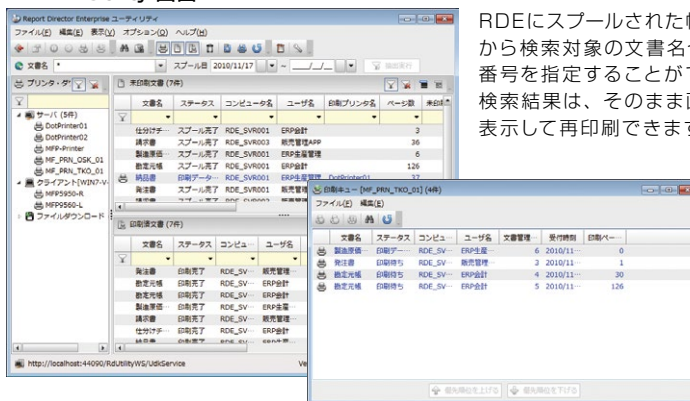 Report Director Enterprise ユーティリティ
ファイル(F) 編集(E) 表示(V) オプション(O) ヘルプ(H)
文書名 * スプール日 2010/11/17 ~ __/__/__ 抽出実行
プリンタ・ダ
サーバ (5件)
DotPrinter01
DotPrinter02
MFP-Printer
MF_PRN_OSK_01
MF_PRN_TKO_01
クライアント[WIN7-V-
MFP5950-R
MFP9560-L
ファイルダウンロード
未印刷文書 (7件)
文書名 ステータス コンピュータ名 ユーザ名 印刷プリンタ名 ページ数 未印刷
仕分けチ… スプール完了 RDE_SVR001 ERP会計 3
請求書 スプール完了 RDE_SVR003 販売管理APP 36
製造原価… スプール完了 RDE_SVR001 ERP生産管理 6
勘定元帳 スプール完了 RDE_SVR001 ERP会計 126
納品書 印刷データ… RDE_SVR001 ERP生産管理 DotPrinter01 37
発注書
印刷済文書 (7件)
文書名 ステータス コンピュ… ユーザ名
発注書 印刷完了 RDE_SV… 販売管理…
勘定元帳 印刷完了 RDE_SV… ERP会計
勘定元帳 印刷完了 RDE_SV… ERP会計
製造原価… 印刷完了 RDE_SV… ERP生産…
請求書 印刷完了 RDE_SV… 販売管理…
仕分けチ… 印刷完了 RDE_SV… ERP会計
http://localhost:44090/RdUtilityWS/UdkService Ve
RDEにスプールされた
から検索対象の文書名
番号を指定することが
検索結果は、そのまま
表示して再印刷できます
印刷キュー - [MF_PRN_TKO_01] (4件)
ファイル(F) 編集(E)
文書名 ステータス コンピュ… ユーザ名 文書管理… 受付時刻 印刷ペー…
製造原価… 印刷デー… RDE_SV… ERP生産… 6 2010/11… 0
発注書 印刷待ち RDE_SV… 販売管理… 3 2010/11… 1
勘定元帳 印刷待ち RDE_SV… ERP会計 4 2010/11… 30
勘定元帳 印刷待ち RDE_SV… ERP会計 5 2010/11… 126
優先順位を上げる 優先順位を下げる